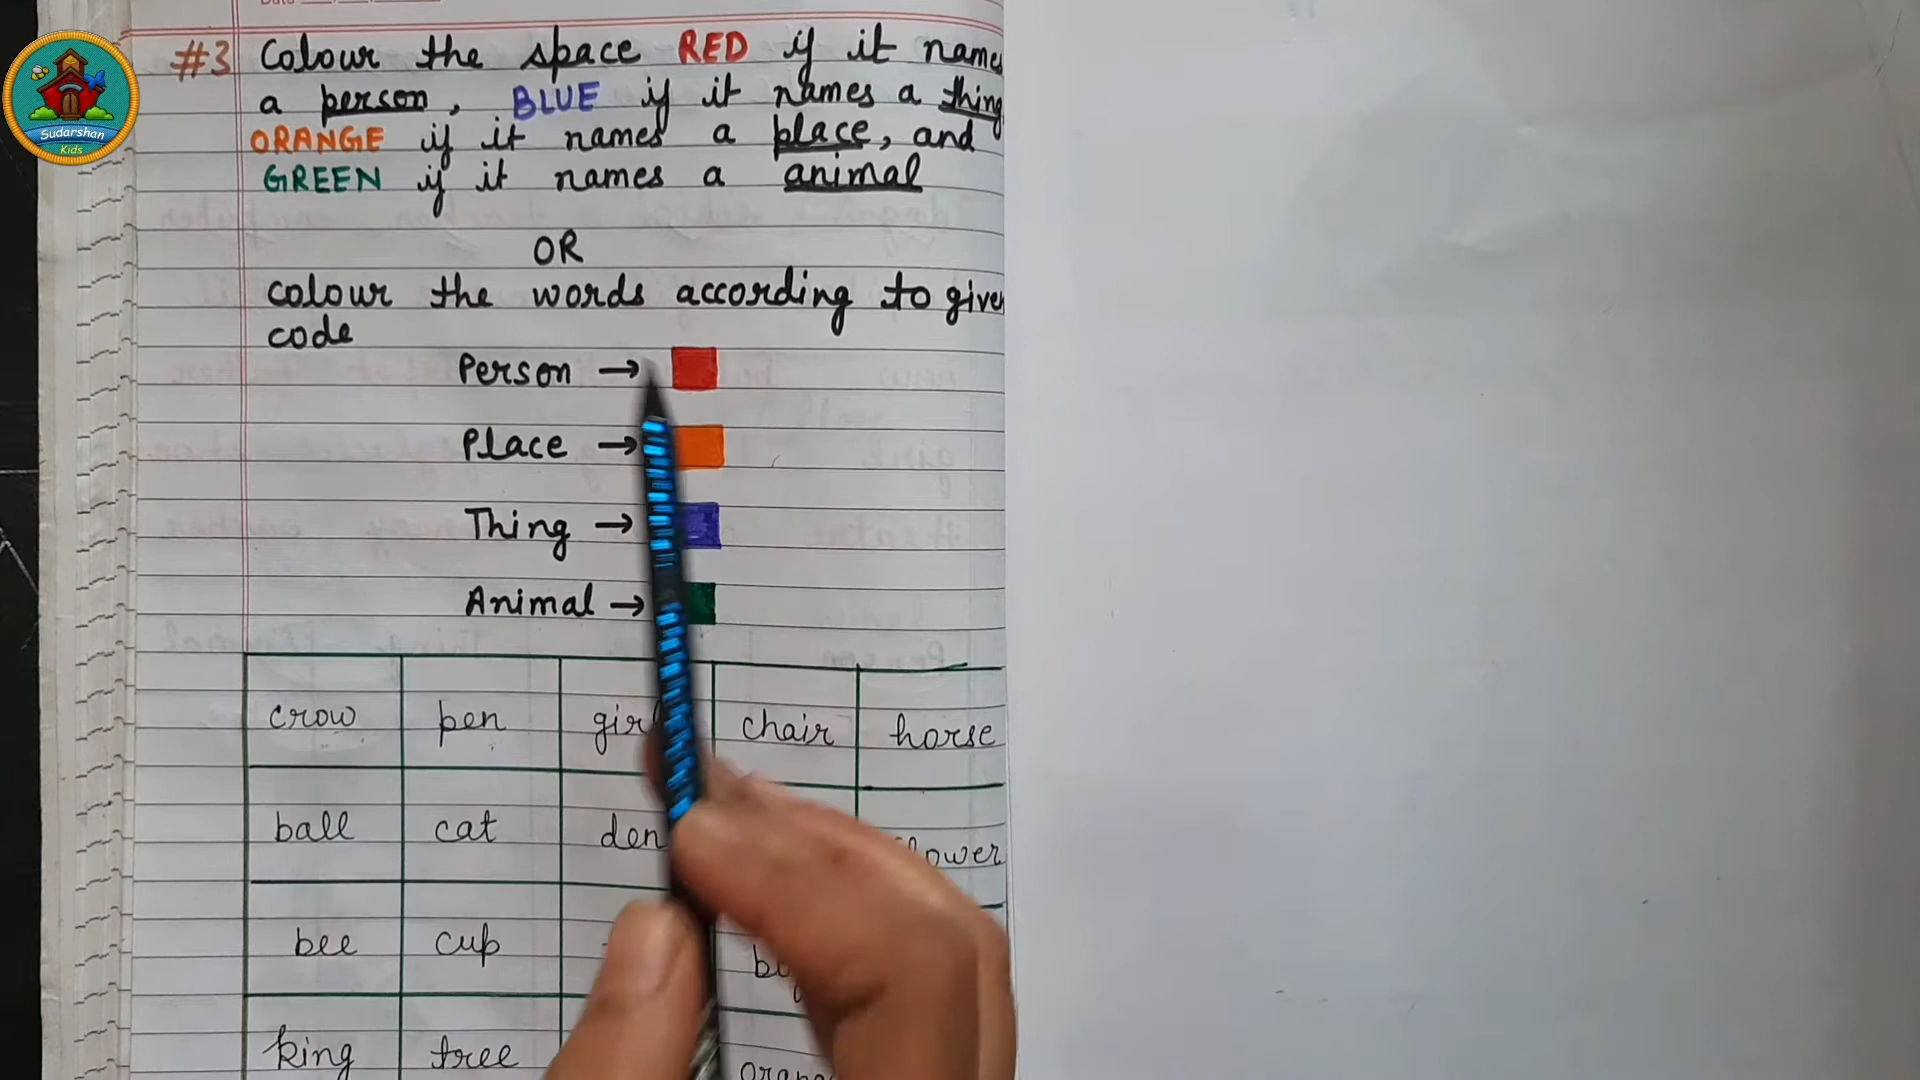 #3 Colour the space RED if it names
a person, BLUE if it names a thing
ORANGE if it names a place, and
GREEN if it names a animal
OR
colour the words according to given
code
Person →
Place →
Thing →
Animal →
crow pen girl chair horse
ball cat den
bee cup
king tree
Sudarshan
Kids